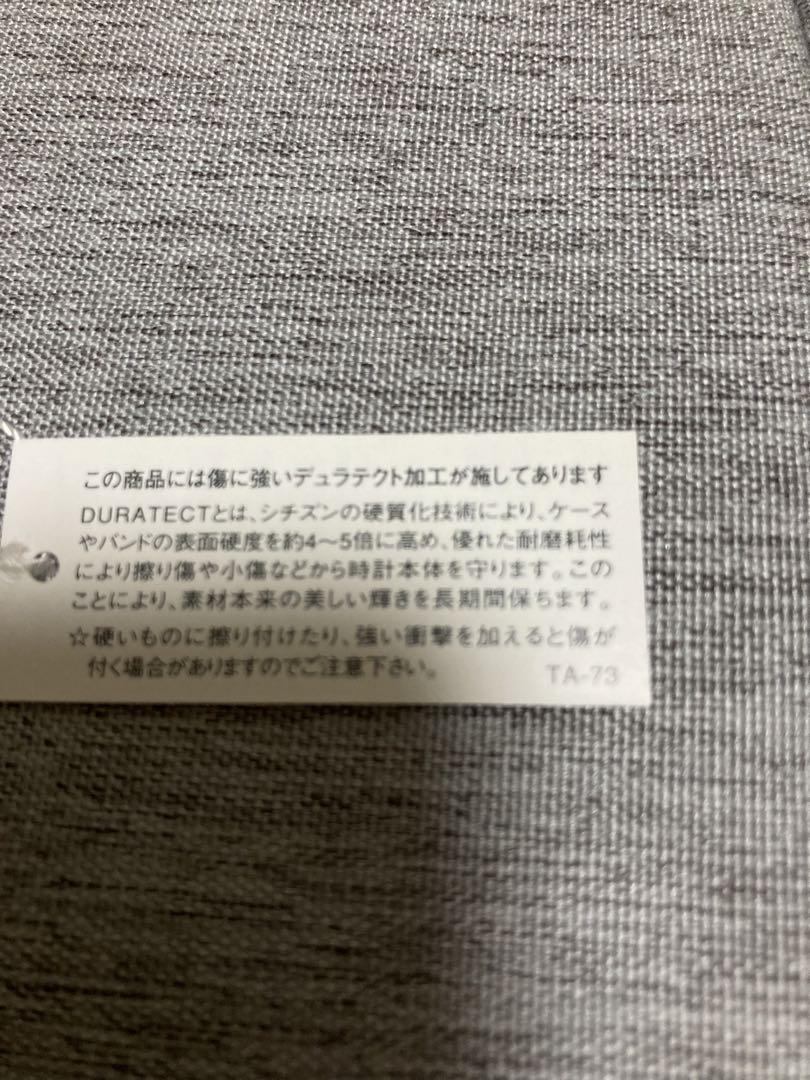 この商品には傷に強いデュラテクト加工が施してあります
DURATECTとは、シチズンの硬質化技術により、ケース
やバンドの表面硬度を約4～5倍に高め、優れた耐磨耗性
により擦り傷や小傷などから時計本体を守ります。この
ことにより、素材本来の美しい輝きを長期間保ちます。
☆硬いものに擦り付けたり、強い衝撃を加えると傷が
付く場合がありますのでご注意下さい。 TA-73